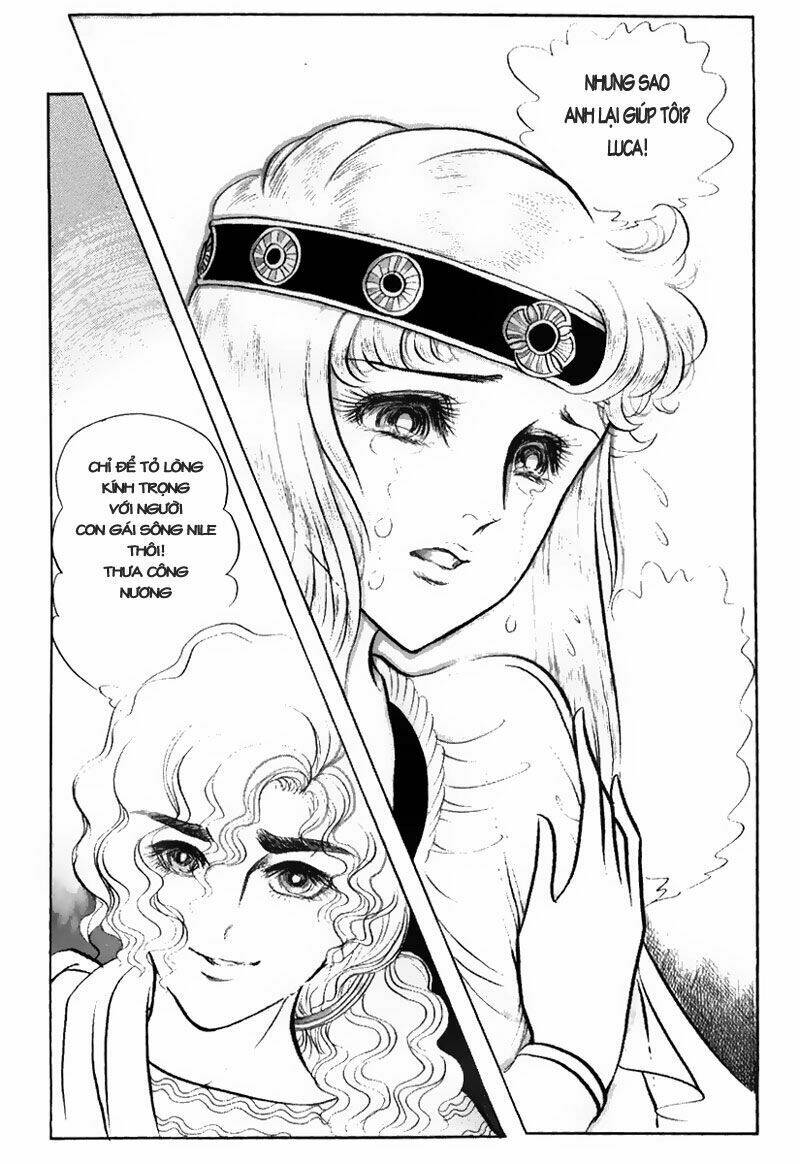 NHƯNG SAO
ANH LẠI GIÚP TÔI?
LUCA!
CHỈ ĐỂ TỎ LÒNG
KÍNH TRỌNG
VỚI NGƯỜI
CON GÁI SÔNG NILE
THÔI!
THƯA CÔNG
NƯƠNG